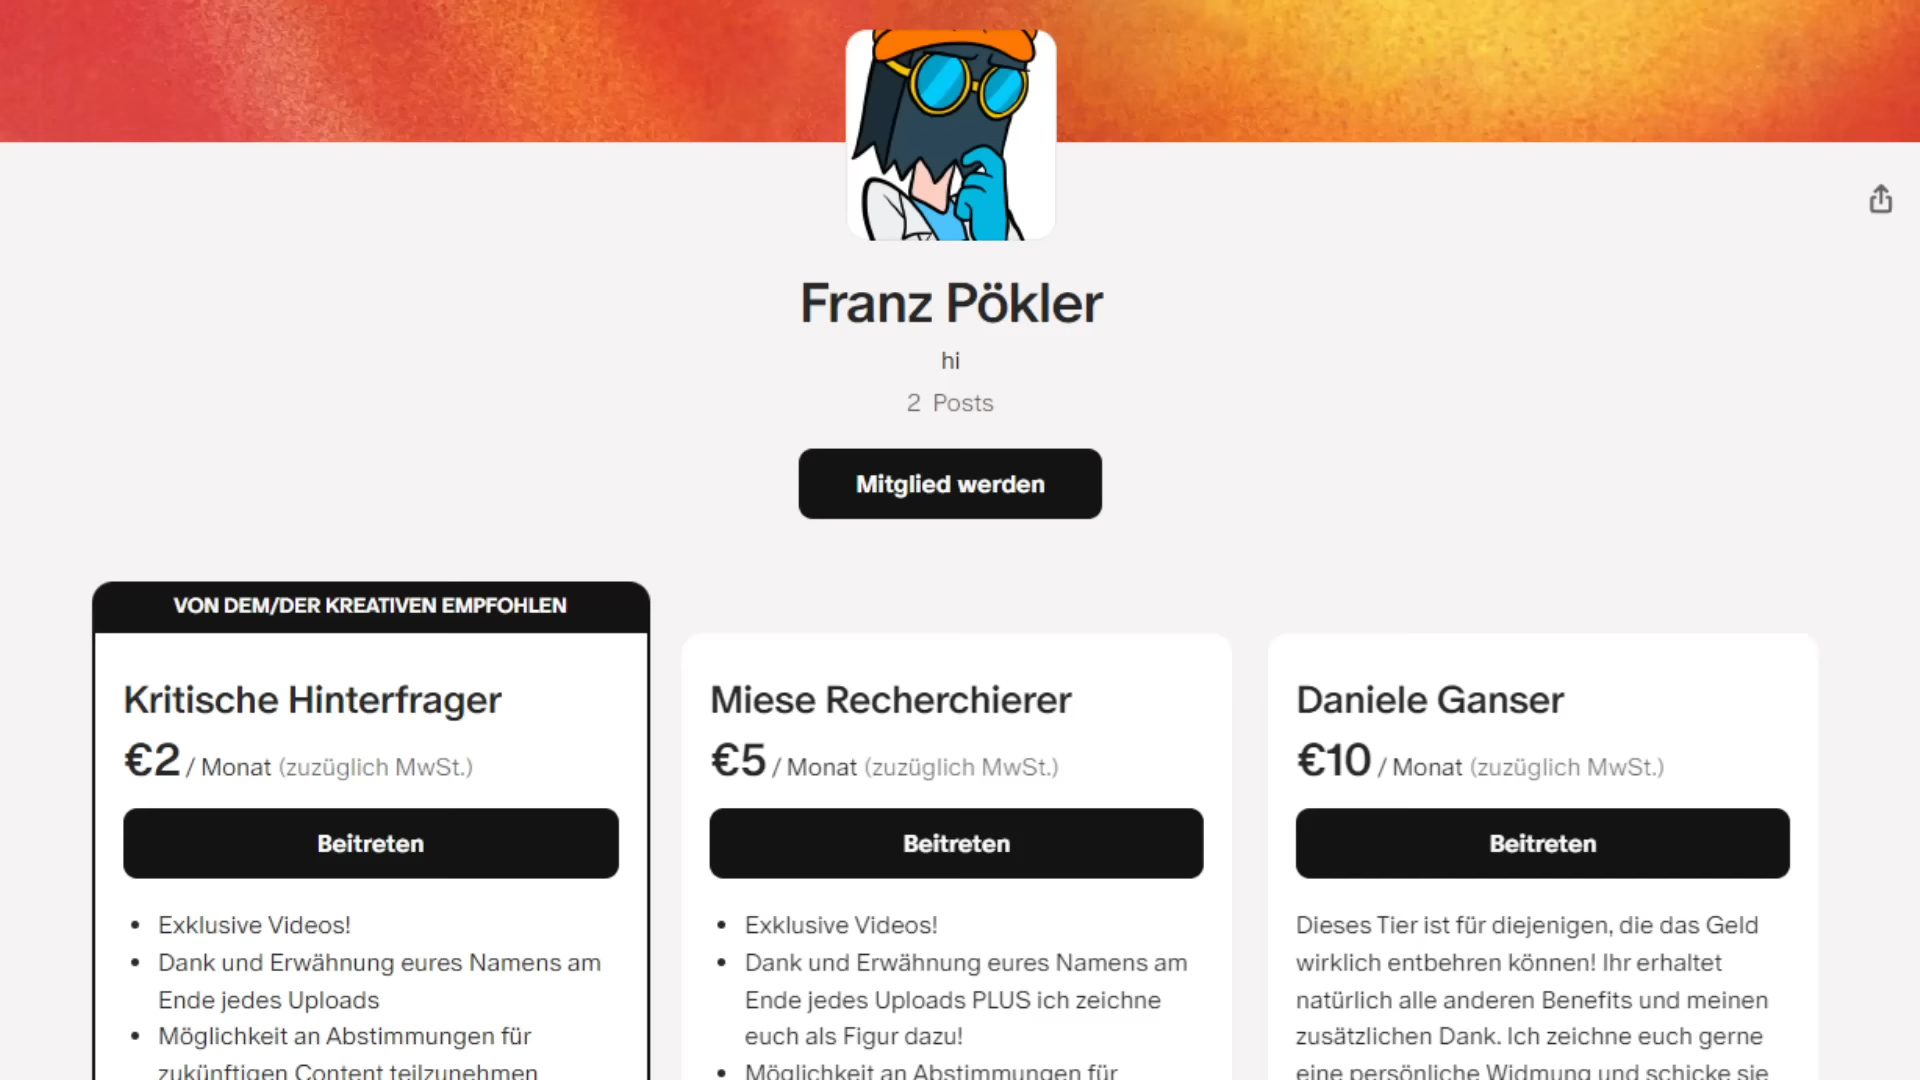 Franz Pökler
hi
2 Posts
Mitglied werden
VON DEM/DER KREATIVEN EMPFOHLEN
Kritische Hinterfrager
€2 / Monat (zuzüglich MwSt.)
Beitreten
• Exklusive Videos!
• Dank und Erwähnung eures Namens am
Ende jedes Uploads
• Möglichkeit an Abstimmungen für
zukünftigen Content teilzunehmen
Miese Recherchierer
€5 / Monat (zuzüglich MwSt.)
Beitreten
• Exklusive Videos!
• Dank und Erwähnung eures Namens am
Ende jedes Uploads PLUS ich zeichne
euch als Figur dazu!
• Möglichkeit an Abstimmungen für
Daniele Ganser
€10 / Monat (zuzüglich MwSt.)
Beitreten
Dieses Tier ist für diejenigen, die das Geld
wirklich entbehren können! Ihr erhaltet
natürlich alle anderen Benefits und meinen
zusätzlichen Dank. Ich zeichne euch gerne
eine persönliche Widmung und schicke sie